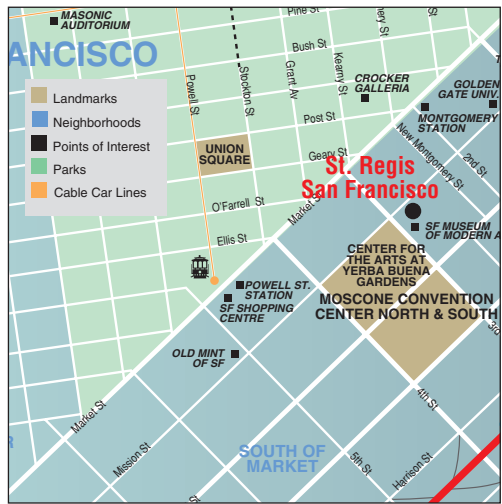 MASONIC
AUDITORIUM
Pine St
ery St
St
ANCISCO
Bush St
Powell St
Stockton St
Grant Av
Kearny St
CROCKER
GALLERIA
GOLDEN
GATE UNIV.
MONTGOMERY
STATION
Landmarks
Neighborhoods
Points of Interest
Parks
Cable Car Lines
Post St
UNION
SQUARE
Geary St
New Montgomery St
2nd St
St. Regis
San Francisco
O'Farrell St
Market St
SF MUSEUM
OF MODERN A
Ellis St
CENTER FOR
THE ARTS AT
YERBA BUENA
GARDENS
POWELL ST.
STATION
SF SHOPPING
CENTRE
MOSCONE CONVENTION
CENTER NORTH & SOUTH
3rd
OLD MINT
OF SF
4th St
Market St
Mission St
SOUTH OF
MARKET
5th St
Harrison St
R